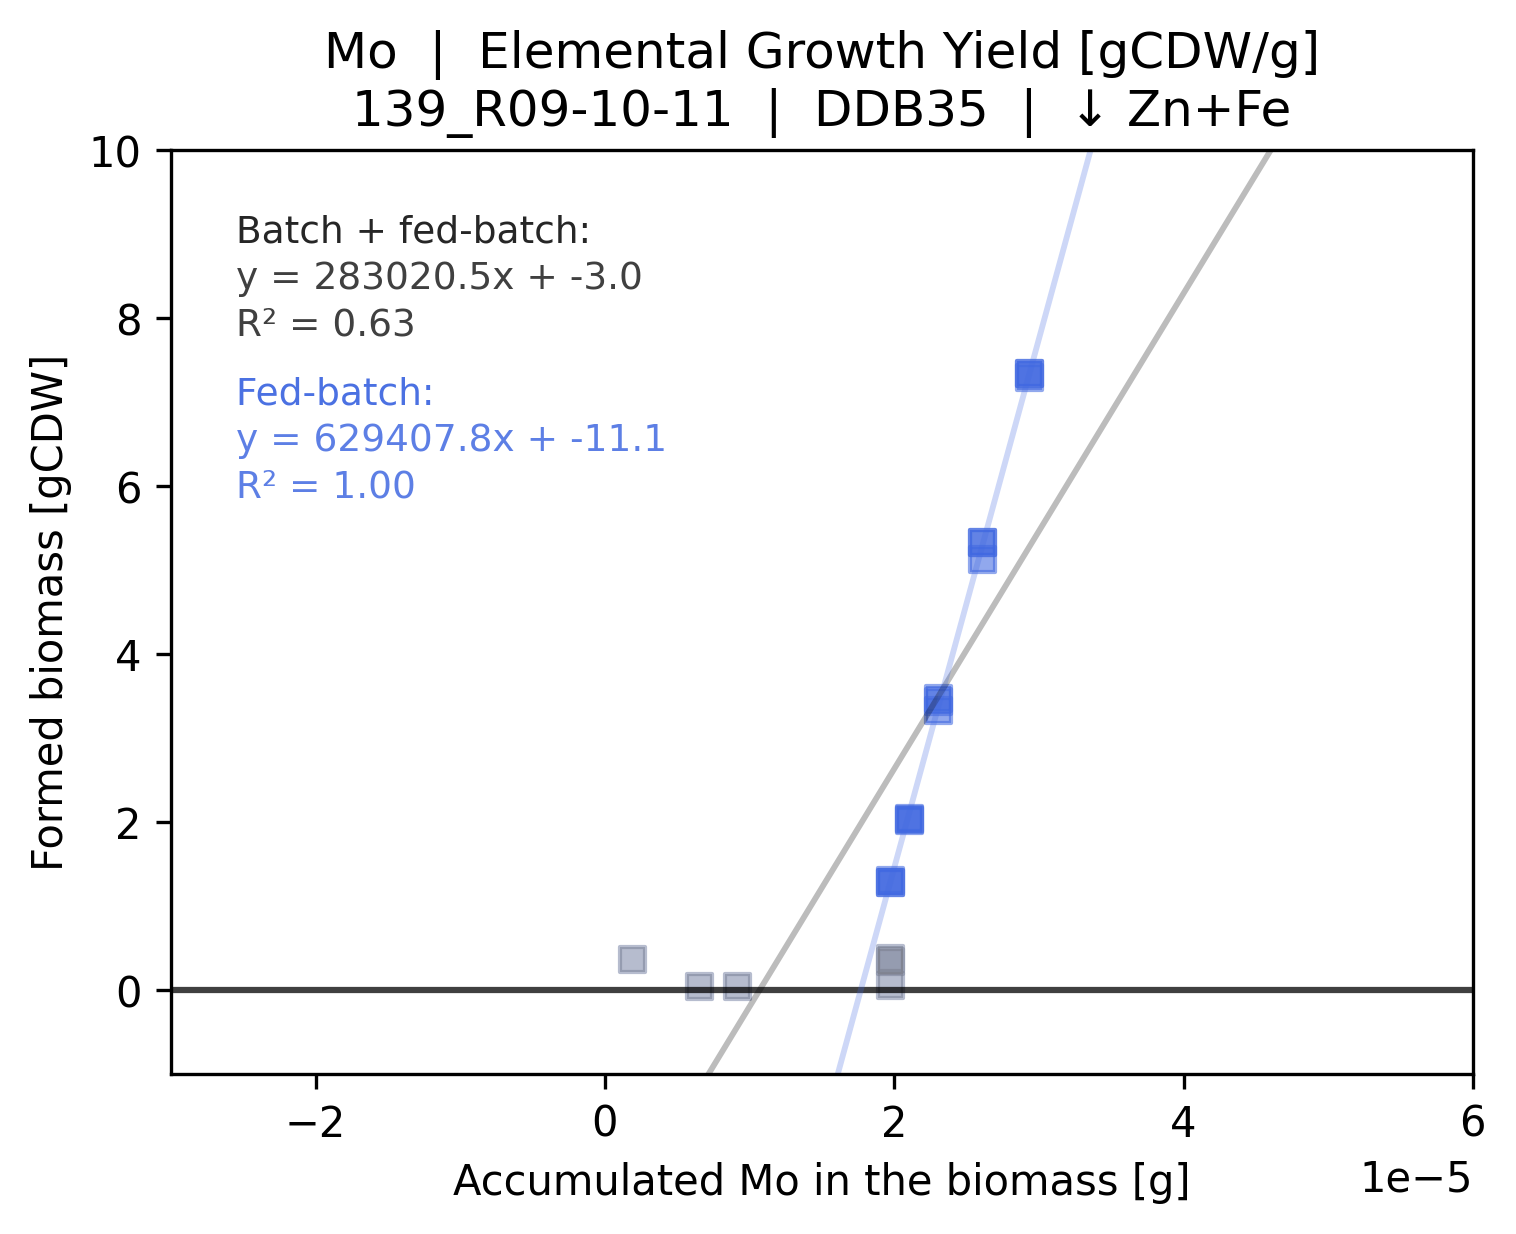 Mo | Elemental Growth Yield [gCDW/g]
139_R09-10-11 | DDB35 | ↓ Zn+Fe
10
8
6
4
2
0
Formed biomass [gCDW]
Batch + fed-batch:
y = 283020.5x + -3.0
R² = 0.63
Fed-batch:
y = 629407.8x + -11.1
R² = 1.00
−2 0 2 4 6
Accumulated Mo in the biomass [g]
1e−5